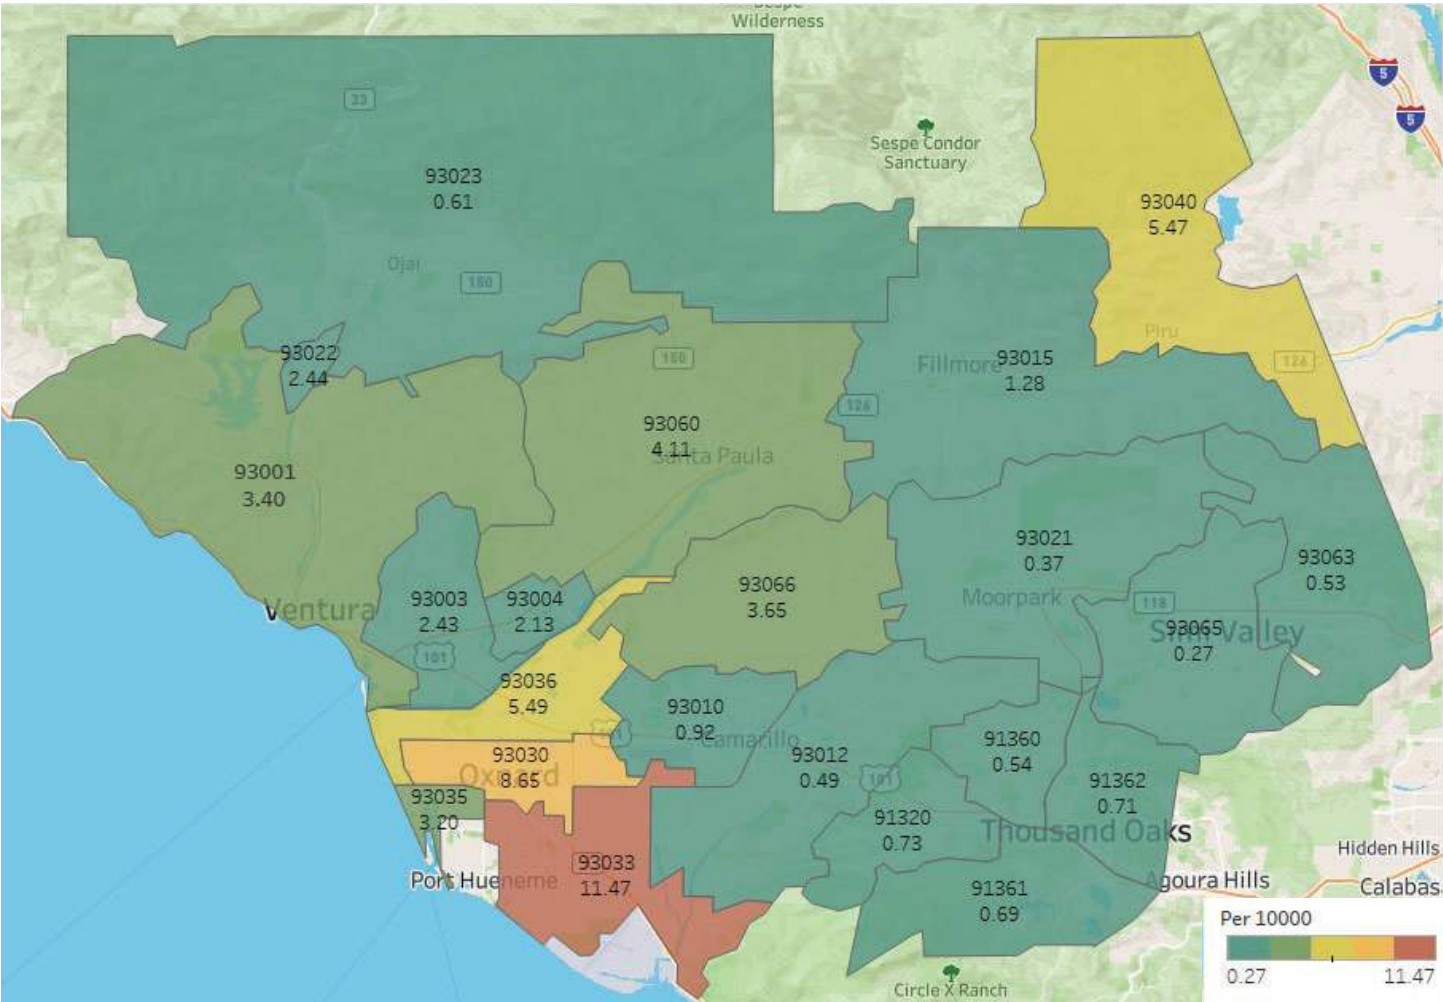 Sespe
Wilderness
5
5
33
Sespe Condor
Sanctuary
93023
0.61
93040
5.47
Ojai
150
Piru
126
93022
2.44
150
Fillmore
93015
1.28
126
93060
4.11
Santa Paula
93001
3.40
93021
0.37
93063
0.53
93066
3.65
Moorpark
118
Ventura
93003
2.43
93004
2.13
Simi Valley
93065
0.27
101
93036
5.49
93010
0.92
Camarillo
101
93012
0.49
91360
0.54
93030
8.65
Oxnard
101
91362
0.71
93035
3.20
91320
0.73
Thousand Oaks
Hidden Hills
93033
11.47
Port Hueneme
91361
0.69
Agoura Hills
Calabas
Per 10000
0.27
11.47
Circle X Ranch